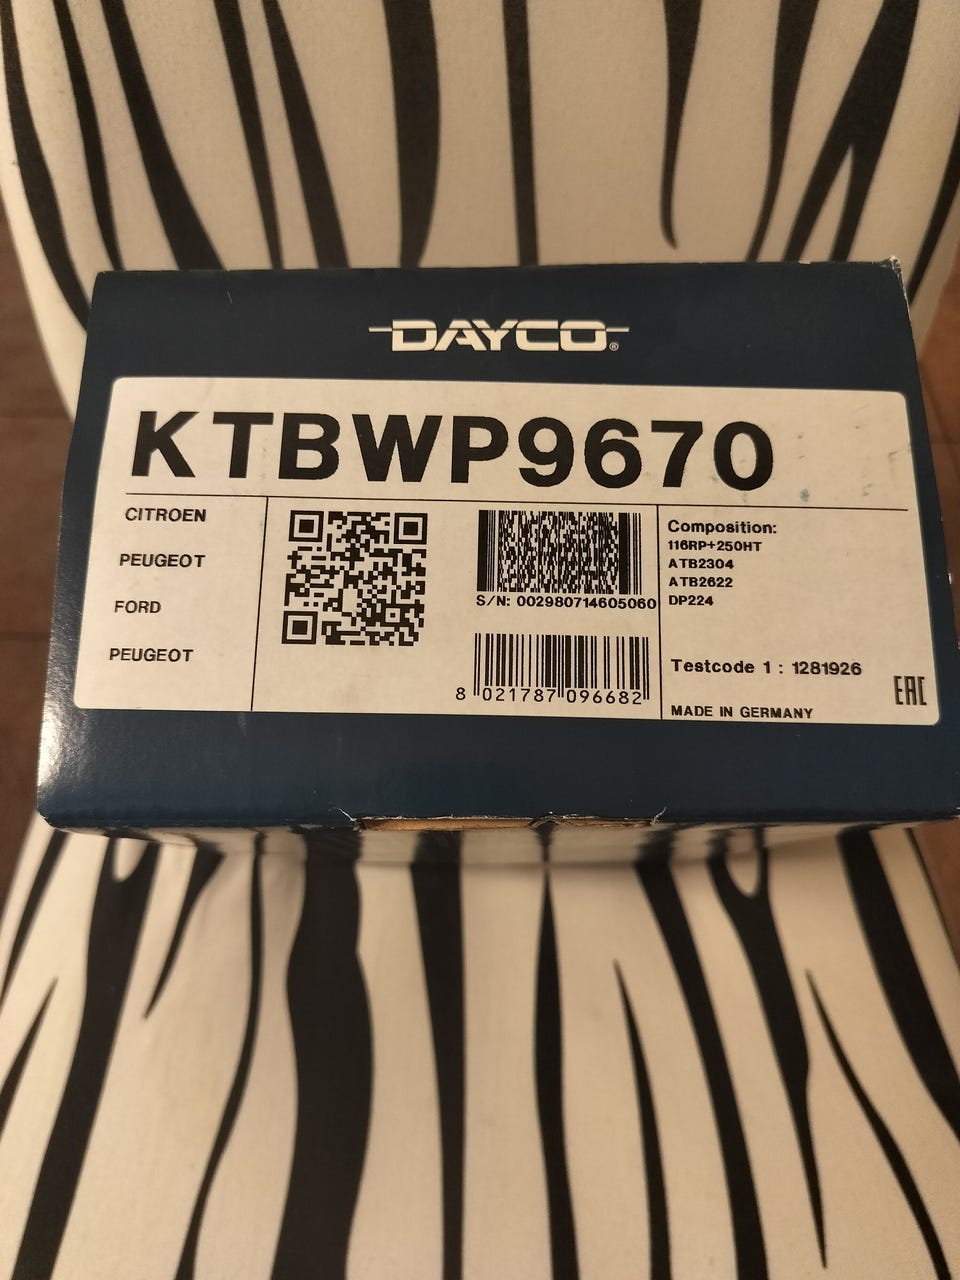 DAYCO®
KTBWP9670
CITROEN
PEUGEOT
FORD
PEUGEOT
S/N: 002980714605060
8 021787 096682
Composition:
116RP+250HT
ATB2304
ATB2622
DP224
Testcode 1 : 1281926
MADE IN GERMANY
EAC